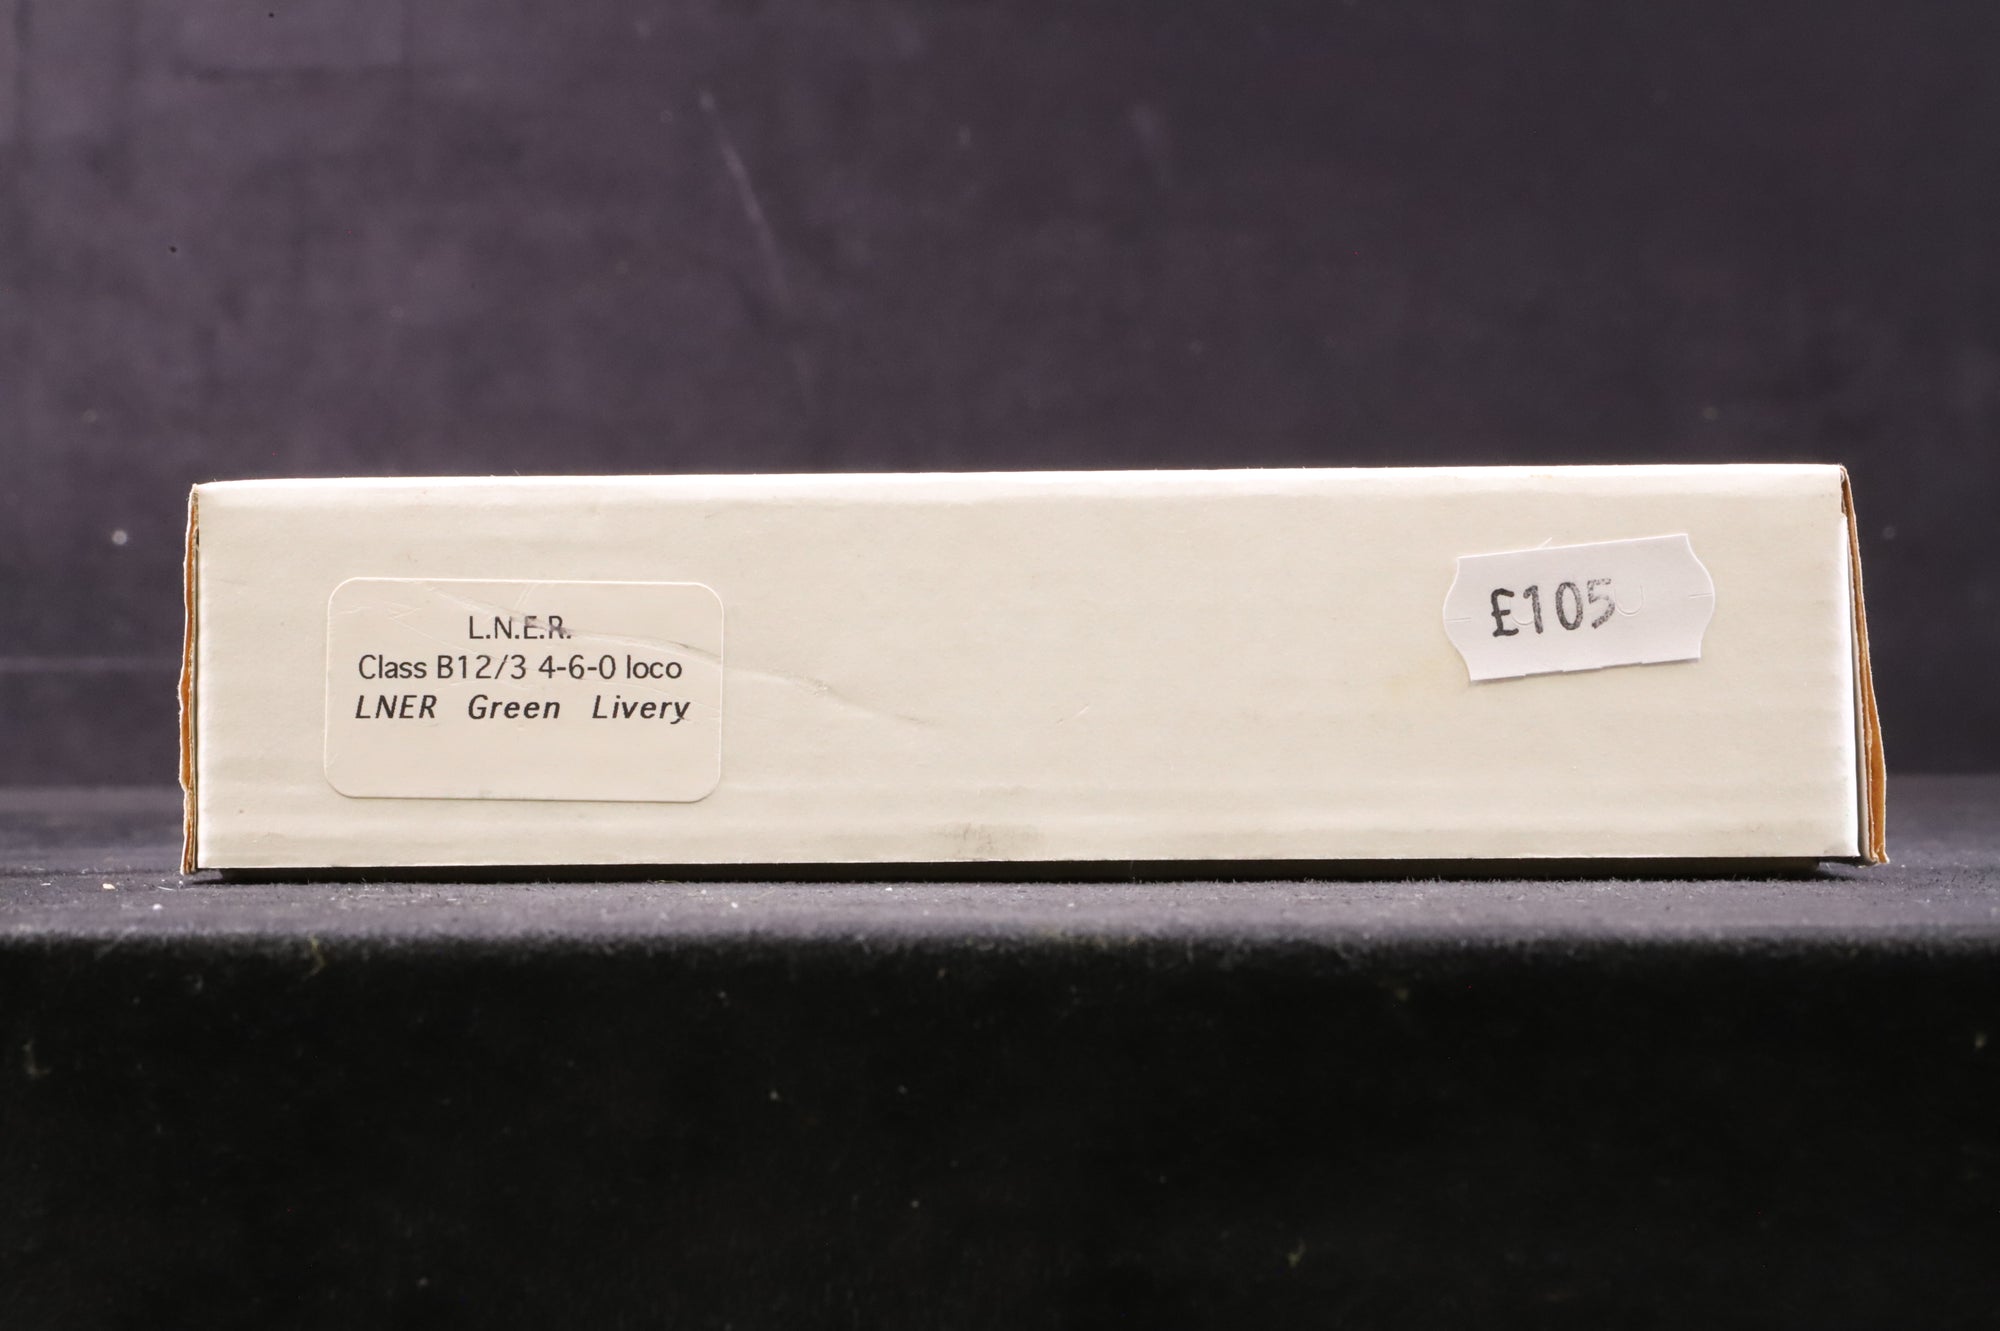 L.N.E.R.
Class B12/3 4-6-0 loco
LNER Green Livery
£105